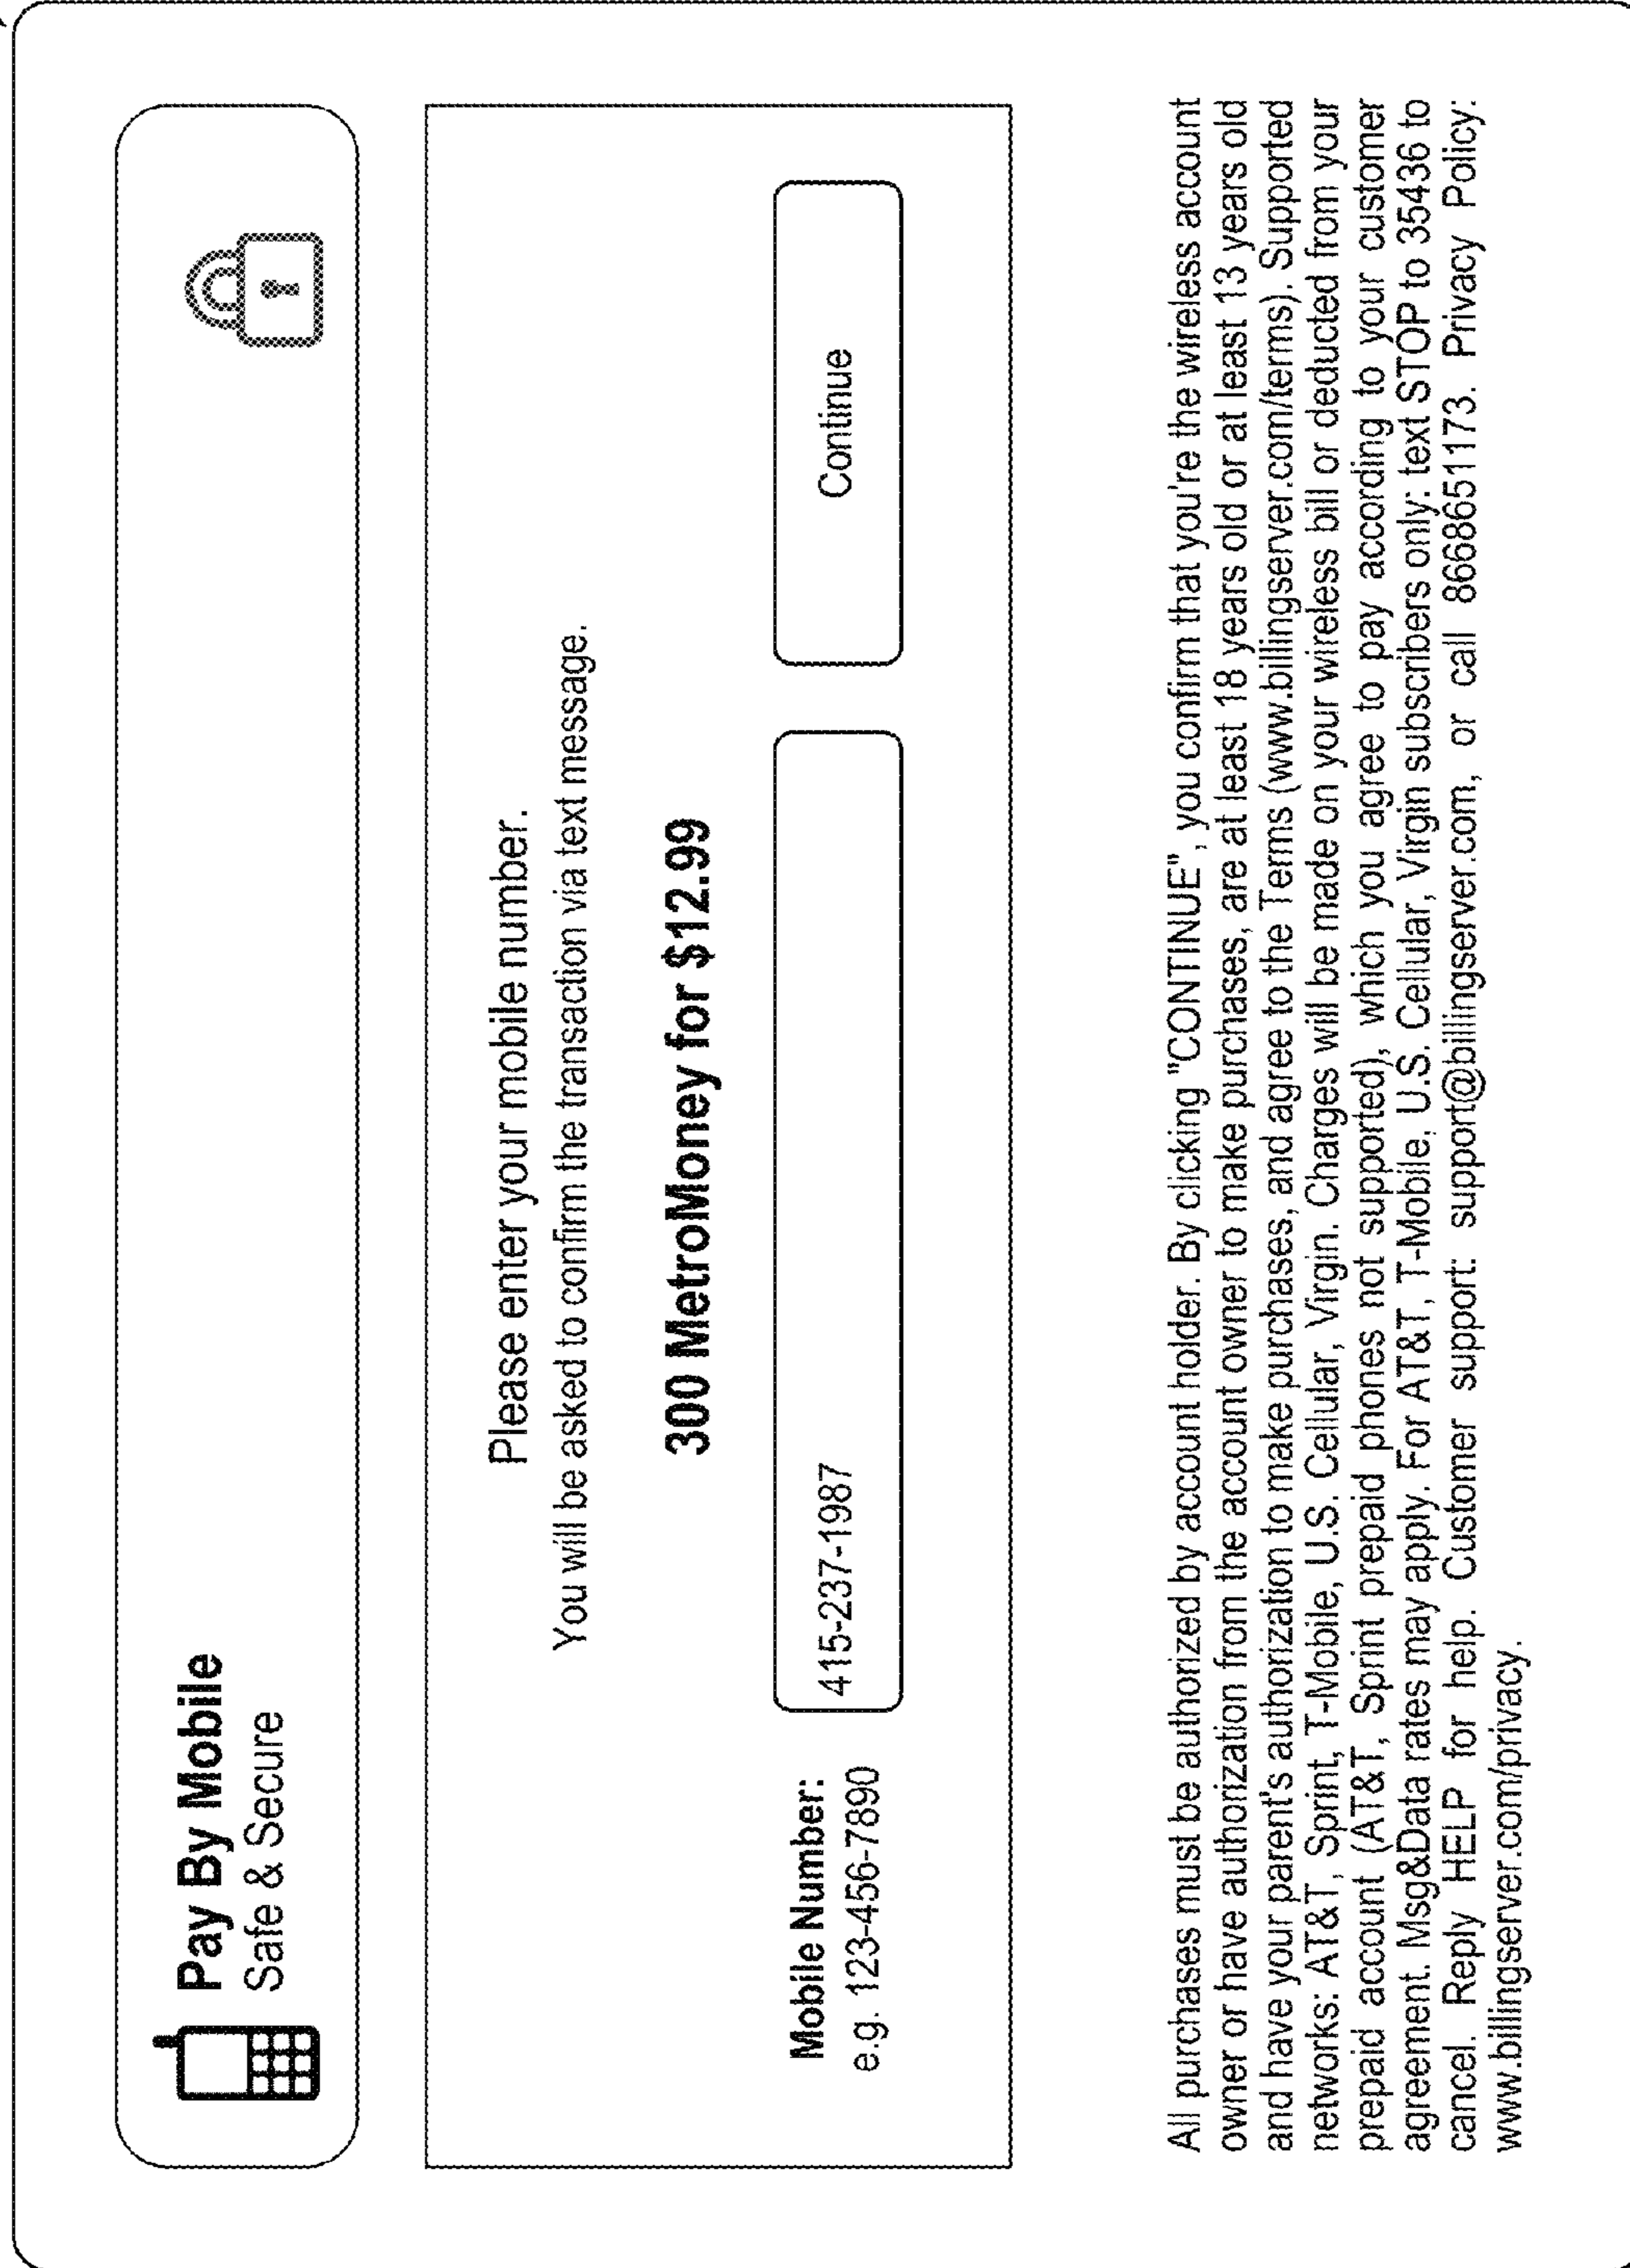 Pay By Mobile
Safe & Secure
Please enter your mobile number.
You will be asked to confirm the transaction via text message.
300 MetroMoney for $12.99
Mobile Number:
e.g. 123-456-7890
415-237-1987
Continue
All purchases must be authorized by account holder. By clicking "CONTINUE", you confirm that you're the wireless account
owner or have authorization from the account owner to make purchases, are at least 18 years old or at least 13 years old
and have your parent's authorization to make purchases, and agree to the Terms (www.billingserver.com/terms). Supported
networks: AT&T, Sprint, T-Mobile, U.S. Cellular, Virgin. Charges will be made on your wireless bill or deducted from your
prepaid account (AT&T, Sprint prepaid phones not supported), which you agree to pay according to your customer
agreement. Msg&Data rates may apply. For AT&T, T-Mobile, U.S. Cellular, Virgin subscribers only: text STOP to 35436 to
cancel. Reply HELP for help. Customer support: support@billingserver.com, or call 8668651173. Privacy Policy:
www.billingserver.com/privacy.